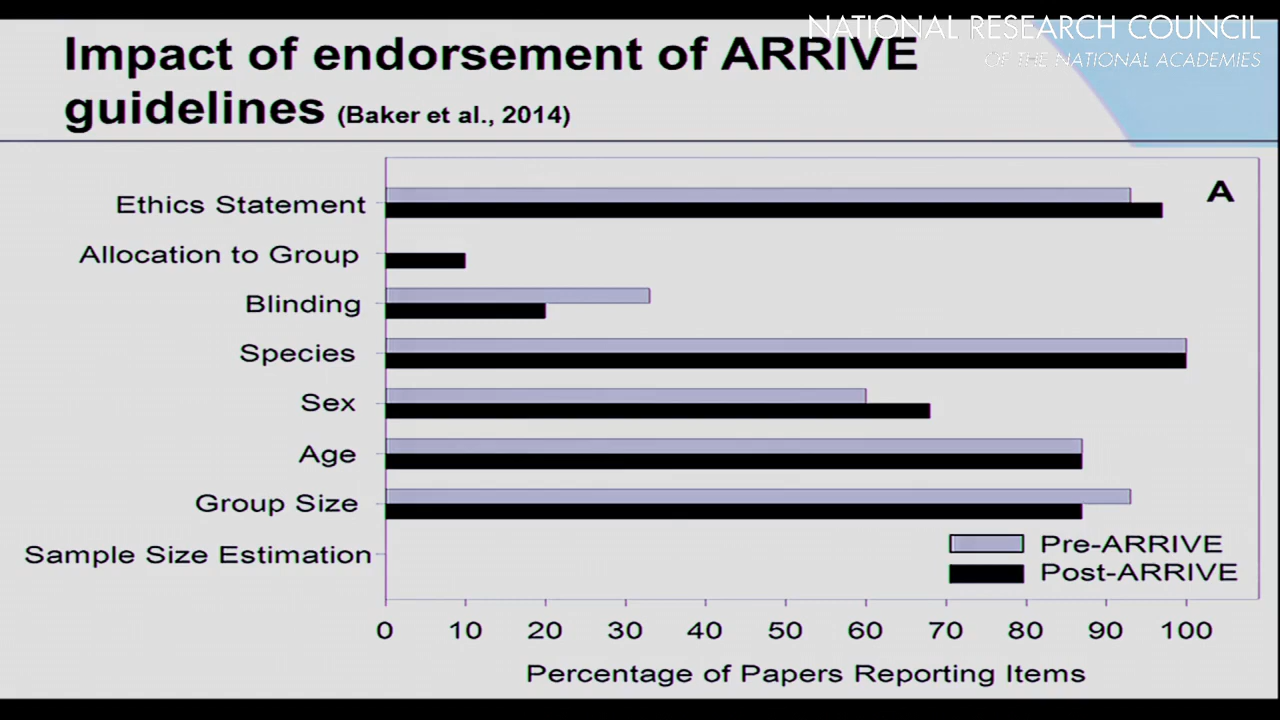 NATIONAL RESEARCH COUNCIL
OF THE NATIONAL ACADEMIES
Impact of endorsement of ARRIVE
guidelines (Baker et al., 2014)
A
Ethics Statement
Allocation to Group
Blinding
Species
Sex
Age
Group Size
Sample Size Estimation
Pre-ARRIVE
Post-ARRIVE
0 10 20 30 40 50 60 70 80 90 100
Percentage of Papers Reporting Items